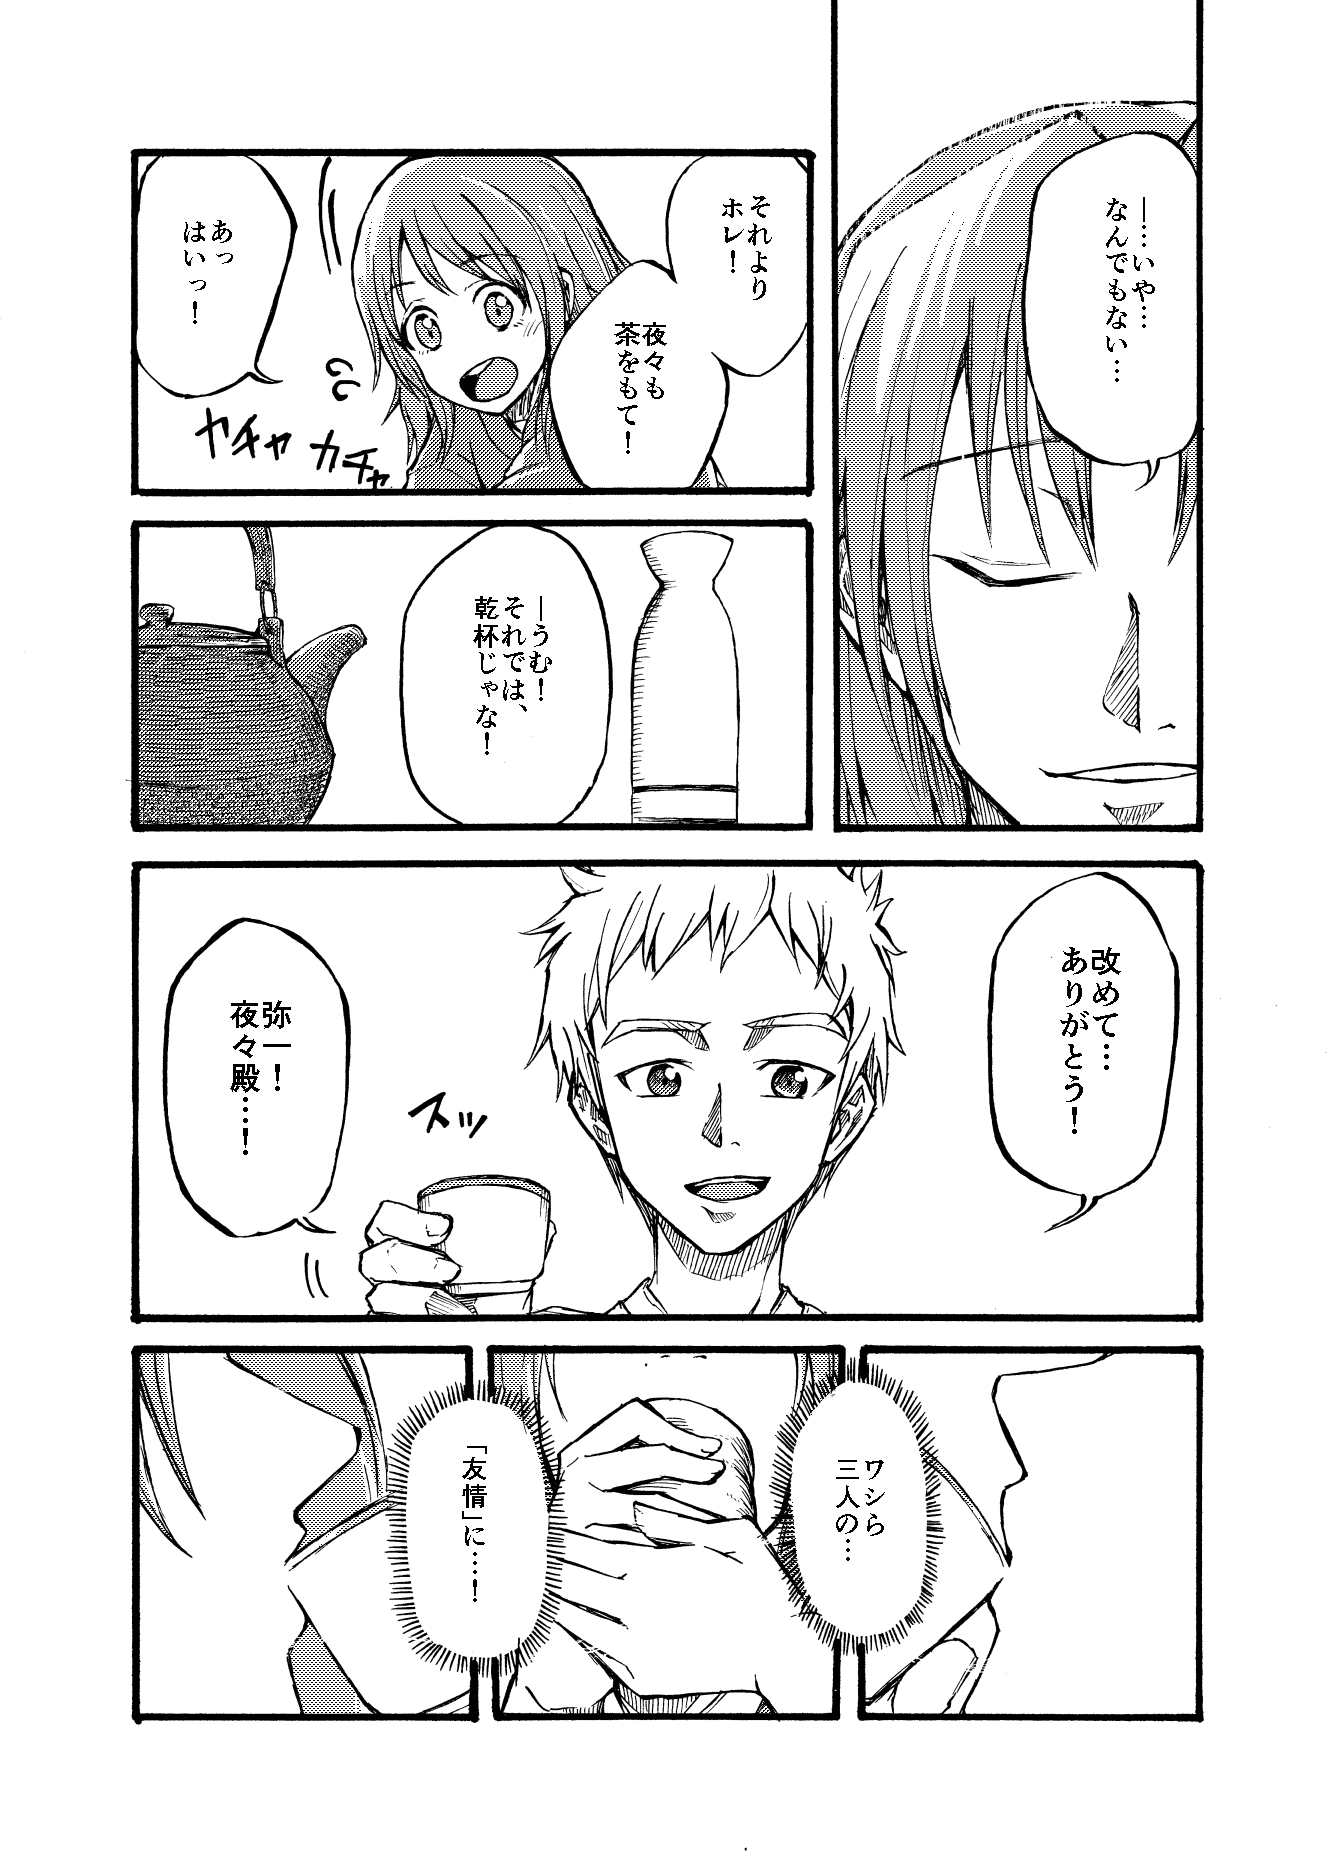 ―…いや…
なんでもない…
それより
ホレ！
夜々も
茶をもて！
あっ
はいっ！
カチャ
ヤチャ
―うむ！
それでは、
乾杯じゃな！
改めて…
ありがとう！
スッ
弥一！
夜々殿…！
ワシら
三人の…
「友情」に…！